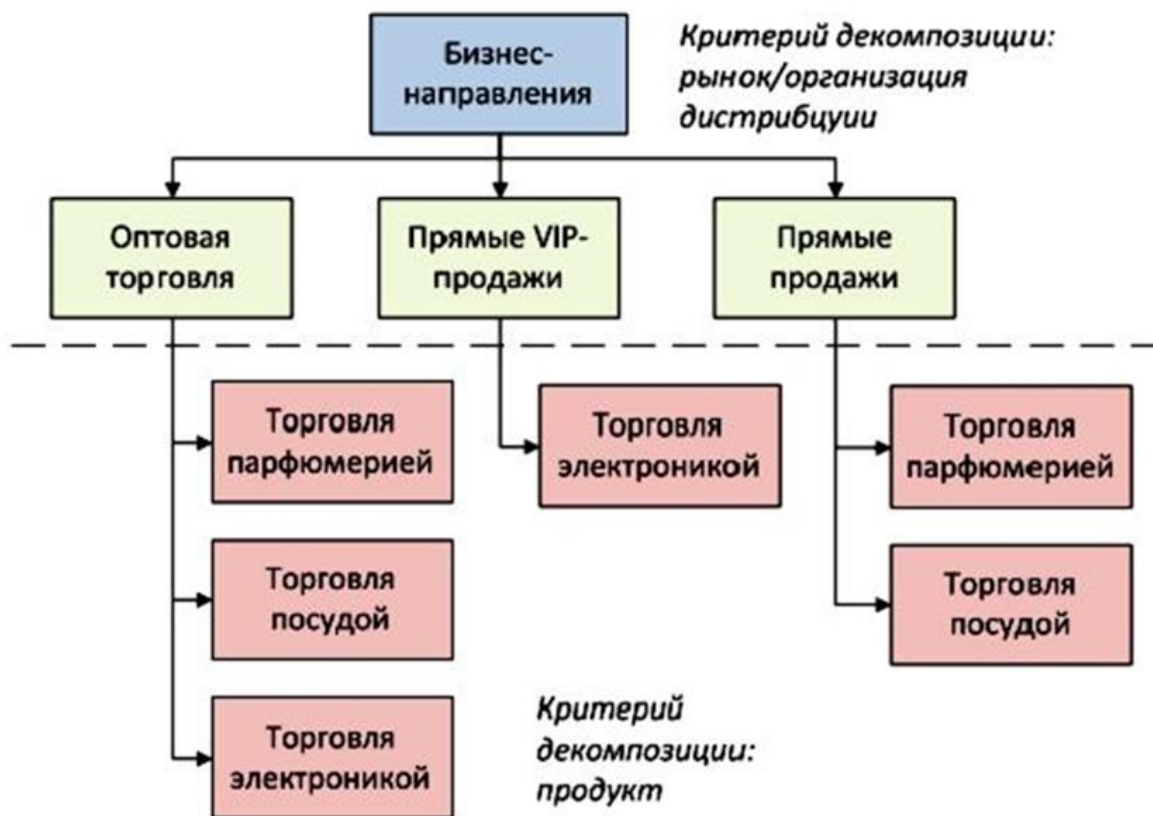 Бизнес-
направления
Критерий декомпозиции:
рынок/организация
дистрибцуии
Оптовая
торговля
Прямые VIP-
продажи
Прямые
продажи
Торговля
парфюмерией
Торговля
электроникой
Торговля
парфюмерией
Торговля
посудой
Торговля
посудой
Торговля
электроникой
Критерий
декомпозиции:
продукт